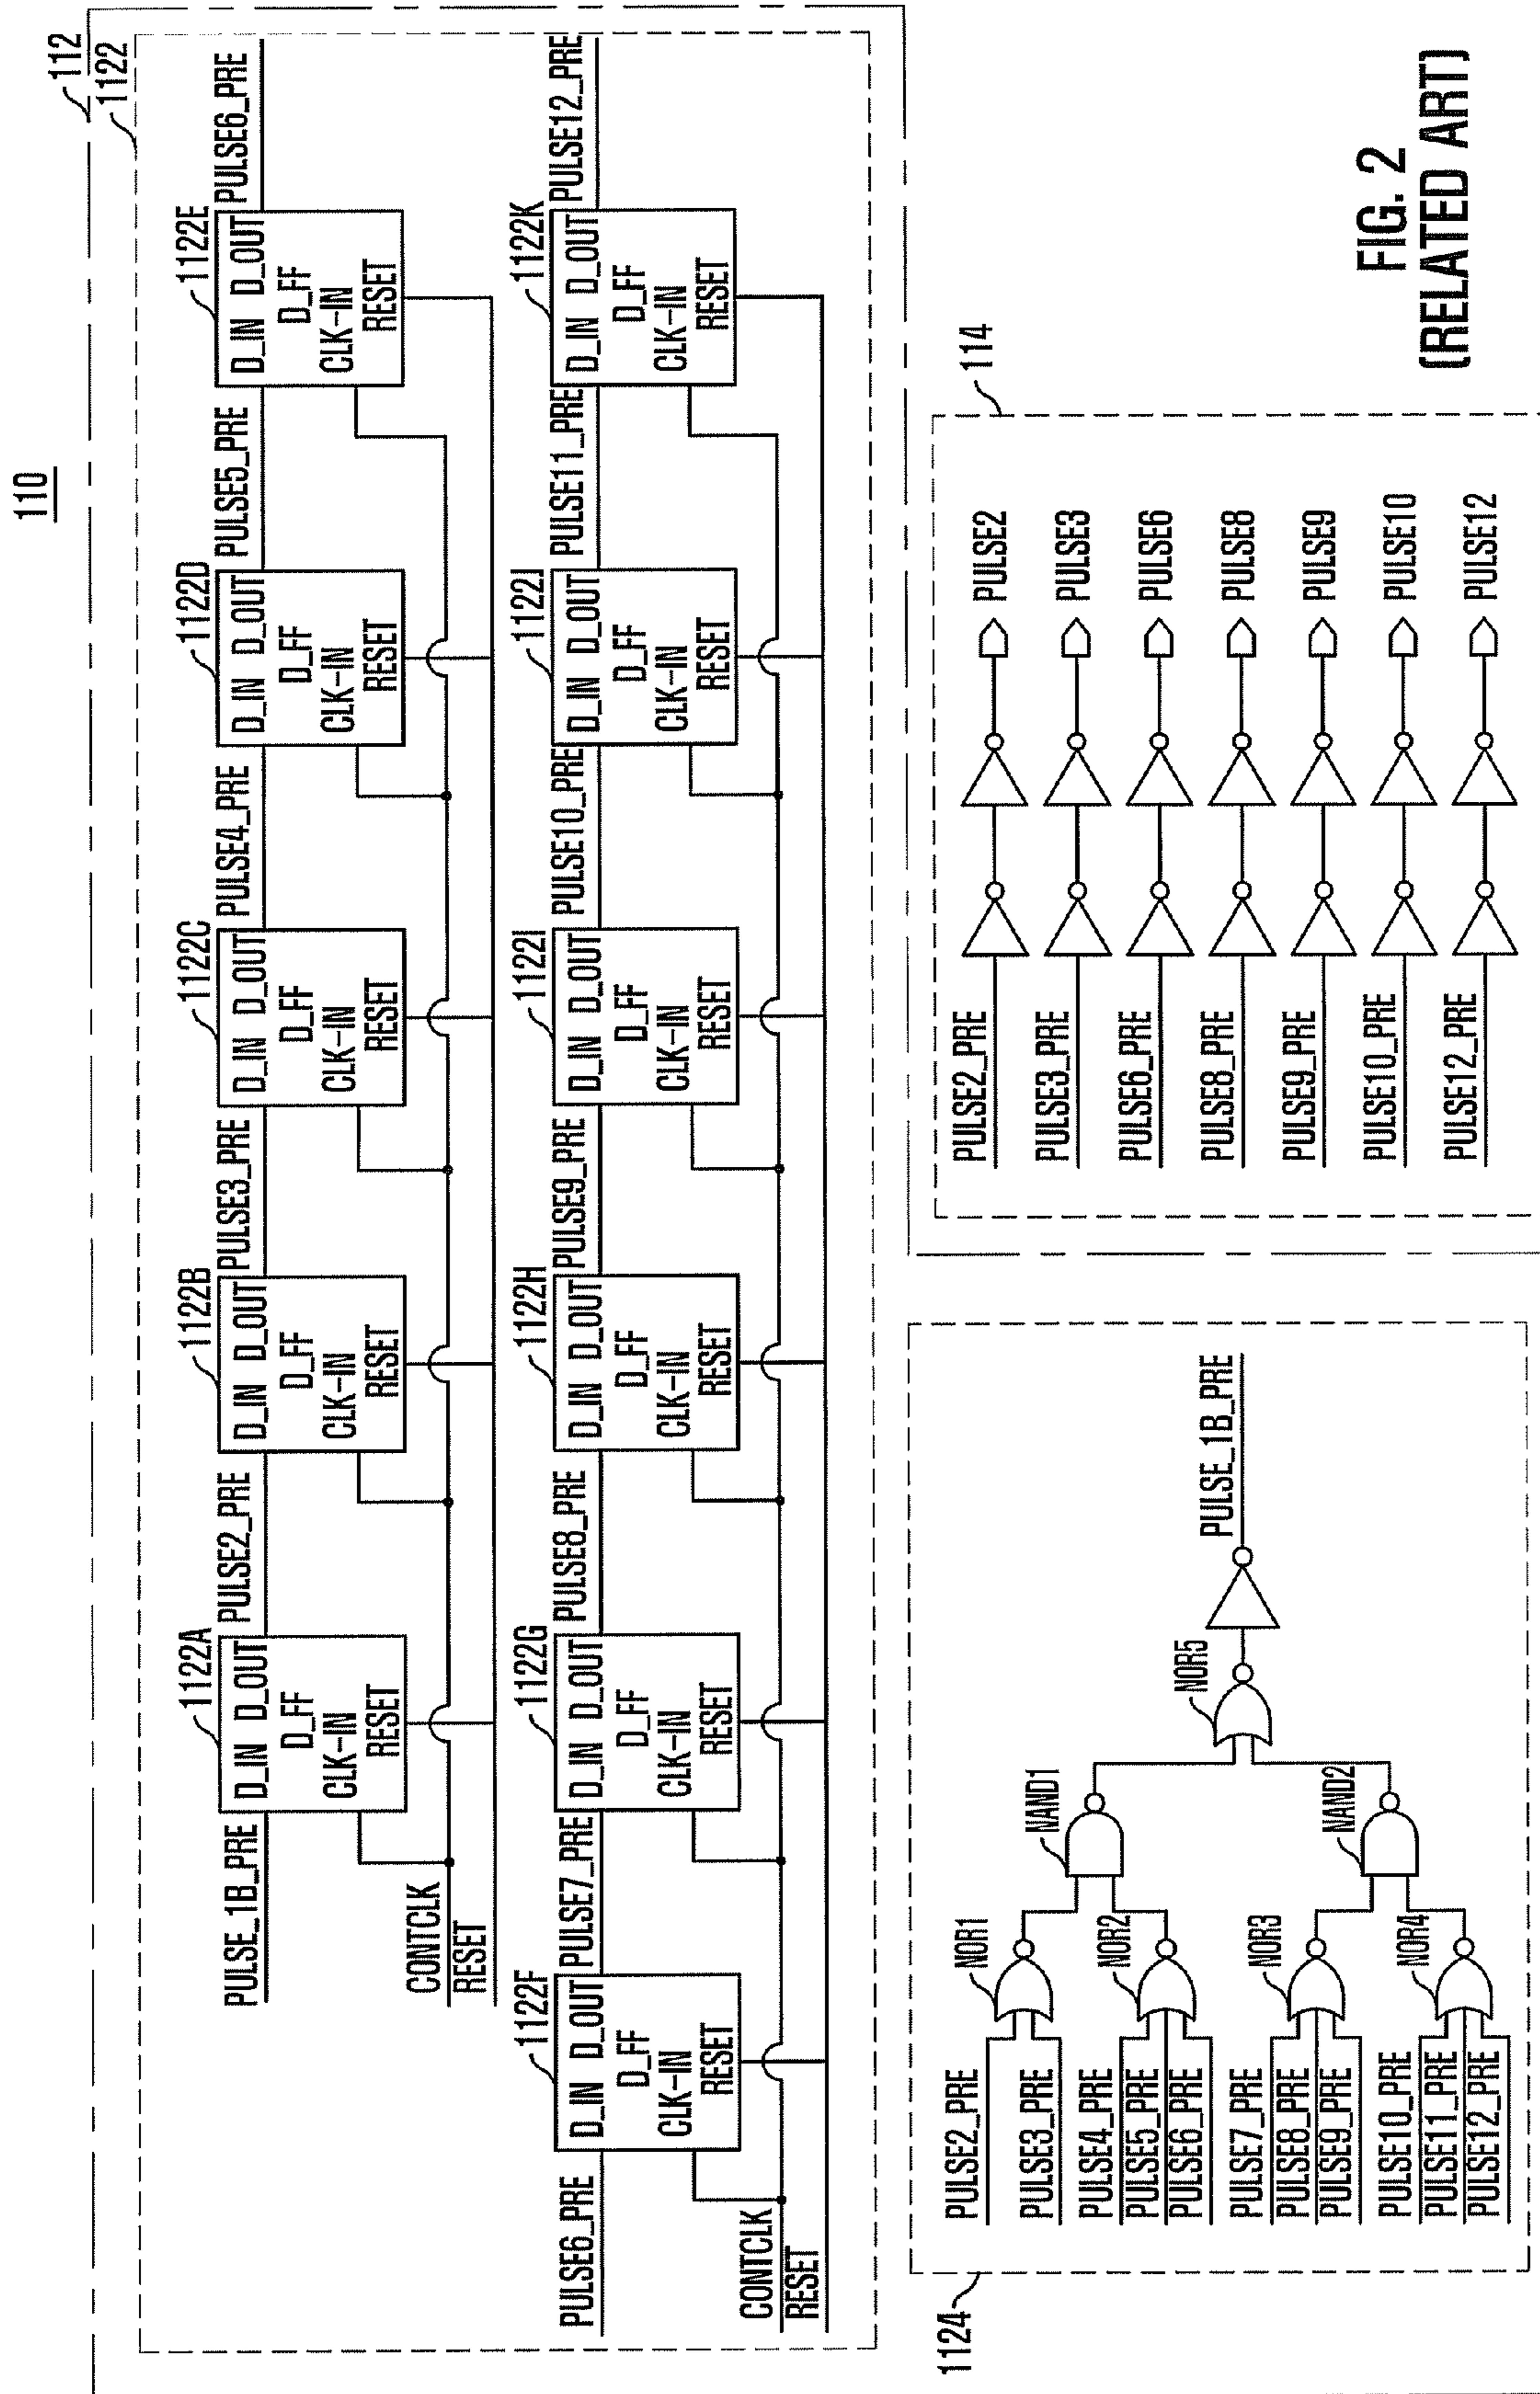 110
112
1122
1122A
1122B
1122C
1122D
1122E
PULSE_1B_PRE
D_IN D_OUT
D_FF
CLK-IN
RESET
PULSE2_PRE
D_IN D_OUT
D_FF
CLK-IN
RESET
PULSE3_PRE
D_IN D_OUT
D_FF
CLK-IN
RESET
PULSE4_PRE
D_IN D_OUT
D_FF
CLK-IN
RESET
PULSE5_PRE
D_IN D_OUT
D_FF
CLK-IN
RESET
PULSE6_PRE
CONTCLK
RESET
1122F
1122G
1122H
1122I
1122J
1122K
PULSE6_PRE
D_IN D_OUT
D_FF
CLK-IN
RESET
PULSE7_PRE
D_IN D_OUT
D_FF
CLK-IN
RESET
PULSE8_PRE
D_IN D_OUT
D_FF
CLK-IN
RESET
PULSE9_PRE
D_IN D_OUT
D_FF
CLK-IN
RESET
PULSE10_PRE
D_IN D_OUT
D_FF
CLK-IN
RESET
PULSE11_PRE
D_IN D_OUT
D_FF
CLK-IN
RESET
PULSE12_PRE
CONTCLK
RESET
1124
PULSE2_PRE
PULSE3_PRE
PULSE4_PRE
PULSE5_PRE
PULSE6_PRE
PULSE7_PRE
PULSE8_PRE
PULSE9_PRE
PULSE10_PRE
PULSE11_PRE
PULSE12_PRE
NOR1
NOR2
NOR3
NOR4
NAND1
NAND2
NOR5
PULSE_1B_PRE
114
PULSE2_PRE
PULSE2
PULSE3_PRE
PULSE3
PULSE6_PRE
PULSE6
PULSE8_PRE
PULSE8
PULSE9_PRE
PULSE9
PULSE10_PRE
PULSE10
PULSE12_PRE
PULSE12
FIG. 2
(RELATED ART)